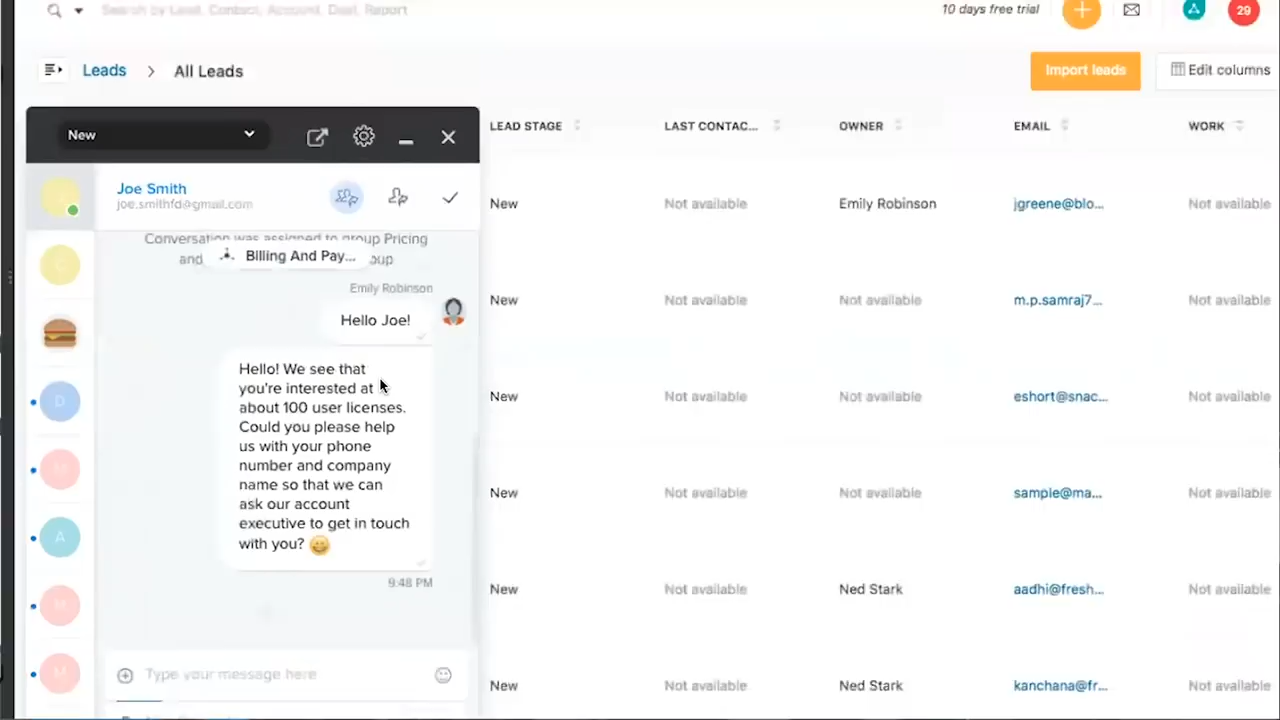 Search by Lead, Contact, Account, Deal, Report
10 days free trial
29
Leads > All Leads
Import leads
Edit columns
New
LEAD STAGE
LAST CONTAC...
OWNER
EMAIL
WORK
Joe Smith
joe.smithfd@gmail.com
Conversation was assigned to group Pricing
and
Billing And Pay...
oup
Emily Robinson
Hello Joe!
Hello! We see that
you're interested at
about 100 user licenses.
Could you please help
us with your phone
number and company
name so that we can
ask our account
executive to get in touch
with you?
9:48 PM
D
A
Type your message here
New Not available Emily Robinson jgreene@blo... Not available
New Not available Not available m.p.samraj7... Not available
New Not available Not available eshort@snac... Not available
New Not available Not available sample@ma... Not available
New Not available Ned Stark aadhi@fresh... Not available
New Not available Ned Stark kanchana@fr... Not available